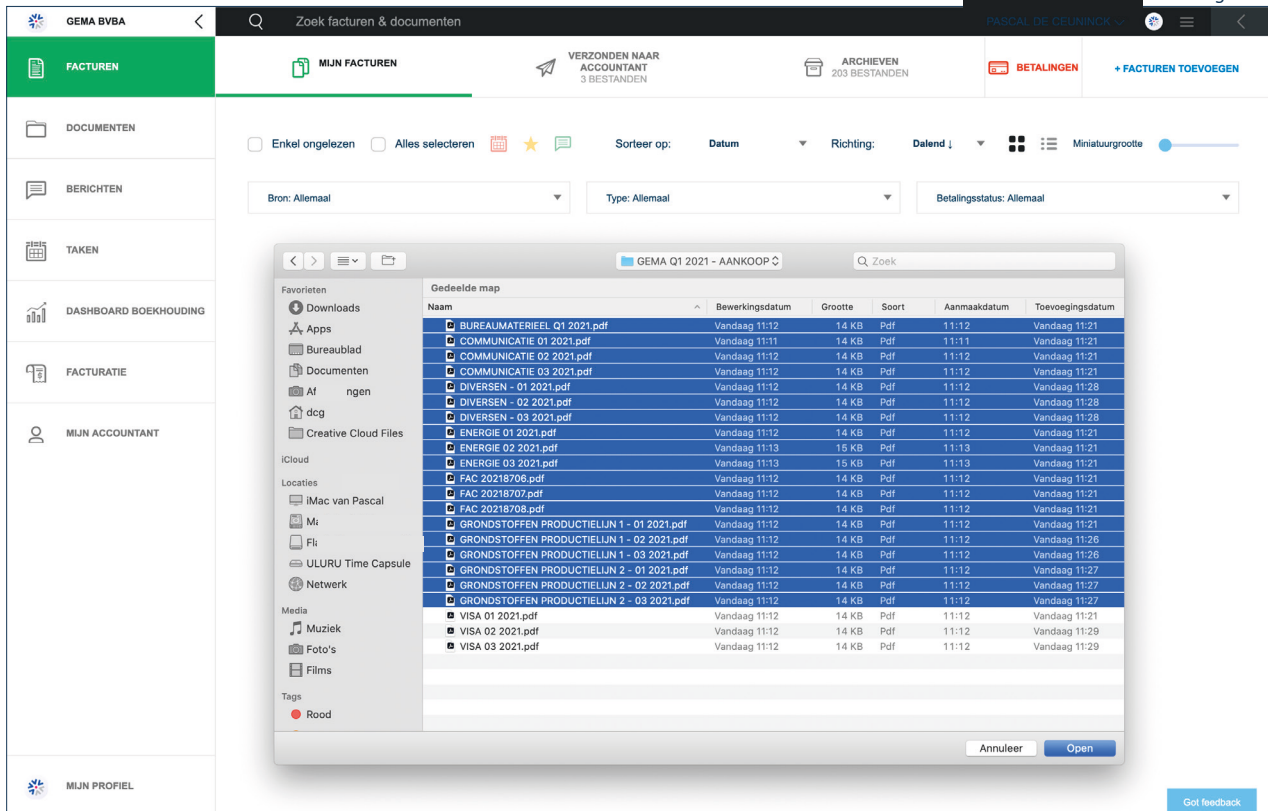 GEMA BVBA
Zoek facturen & documenten
PASCAL DE CEUNINCK
FACTUREN
MIJN FACTUREN
VERZONDEN NAAR
ACCOUNTANT
3 BESTANDEN
ARCHIEVEN
203 BESTANDEN
BETALINGEN
+ FACTUREN TOEVOEGEN
DOCUMENTEN
BERICHTEN
TAKEN
DASHBOARD BOEKHOUDING
FACTURATIE
MIJN ACCOUNTANT
MIJN PROFIEL
Enkel ongelezen Alles selecteren Sorteer op: Datum Richting: Dalend ↓ Miniatuurgrootte
Bron: Allemaal Type: Allemaal Betalingsstatus: Allemaal
GEMA Q1 2021 - AANKOOP Zoek
Favorieten
Downloads
Apps
Bureaublad
Documenten
Af ngen
dcg
Creative Cloud Files
iCloud
Locaties
iMac van Pascal
Ma
Fl
ULURU Time Capsule
Netwerk
Media
Muziek
Foto's
Films
Tags
Rood
Gedeelde map
Naam Bewerkingsdatum Grootte Soort Aanmaakdatum Toevoegingsdatum
BUREAUMATERIEEL Q1 2021.pdf Vandaag 11:12 14 KB Pdf 11:12 Vandaag 11:21
COMMUNICATIE 01 2021.pdf Vandaag 11:11 14 KB Pdf 11:11 Vandaag 11:21
COMMUNICATIE 02 2021.pdf Vandaag 11:12 14 KB Pdf 11:12 Vandaag 11:21
COMMUNICATIE 03 2021.pdf Vandaag 11:12 14 KB Pdf 11:12 Vandaag 11:21
DIVERSEN - 01 2021.pdf Vandaag 11:12 14 KB Pdf 11:12 Vandaag 11:28
DIVERSEN - 02 2021.pdf Vandaag 11:12 14 KB Pdf 11:12 Vandaag 11:28
DIVERSEN - 03 2021.pdf Vandaag 11:12 14 KB Pdf 11:12 Vandaag 11:28
ENERGIE 01 2021.pdf Vandaag 11:12 14 KB Pdf 11:12 Vandaag 11:21
ENERGIE 02 2021.pdf Vandaag 11:13 15 KB Pdf 11:13 Vandaag 11:21
ENERGIE 03 2021.pdf Vandaag 11:13 15 KB Pdf 11:13 Vandaag 11:21
FAC 20218706.pdf Vandaag 11:12 14 KB Pdf 11:12 Vandaag 11:21
FAC 20218707.pdf Vandaag 11:12 14 KB Pdf 11:12 Vandaag 11:21
FAC 20218708.pdf Vandaag 11:12 14 KB Pdf 11:12 Vandaag 11:21
GRONDSTOFFEN PRODUCTIELIJN 1 - 01 2021.pdf Vandaag 11:12 14 KB Pdf 11:12 Vandaag 11:21
GRONDSTOFFEN PRODUCTIELIJN 1 - 02 2021.pdf Vandaag 11:12 14 KB Pdf 11:12 Vandaag 11:26
GRONDSTOFFEN PRODUCTIELIJN 1 - 03 2021.pdf Vandaag 11:12 14 KB Pdf 11:12 Vandaag 11:26
GRONDSTOFFEN PRODUCTIELIJN 2 - 01 2021.pdf Vandaag 11:12 14 KB Pdf 11:12 Vandaag 11:27
GRONDSTOFFEN PRODUCTIELIJN 2 - 02 2021.pdf Vandaag 11:12 14 KB Pdf 11:12 Vandaag 11:27
GRONDSTOFFEN PRODUCTIELIJN 2 - 03 2021.pdf Vandaag 11:12 14 KB Pdf 11:12 Vandaag 11:27
VISA 01 2021.pdf Vandaag 11:12 14 KB Pdf 11:12 Vandaag 11:21
VISA 02 2021.pdf Vandaag 11:12 14 KB Pdf 11:12 Vandaag 11:29
VISA 03 2021.pdf Vandaag 11:12 14 KB Pdf 11:12 Vandaag 11:29
Annuleer Open
Got feedback